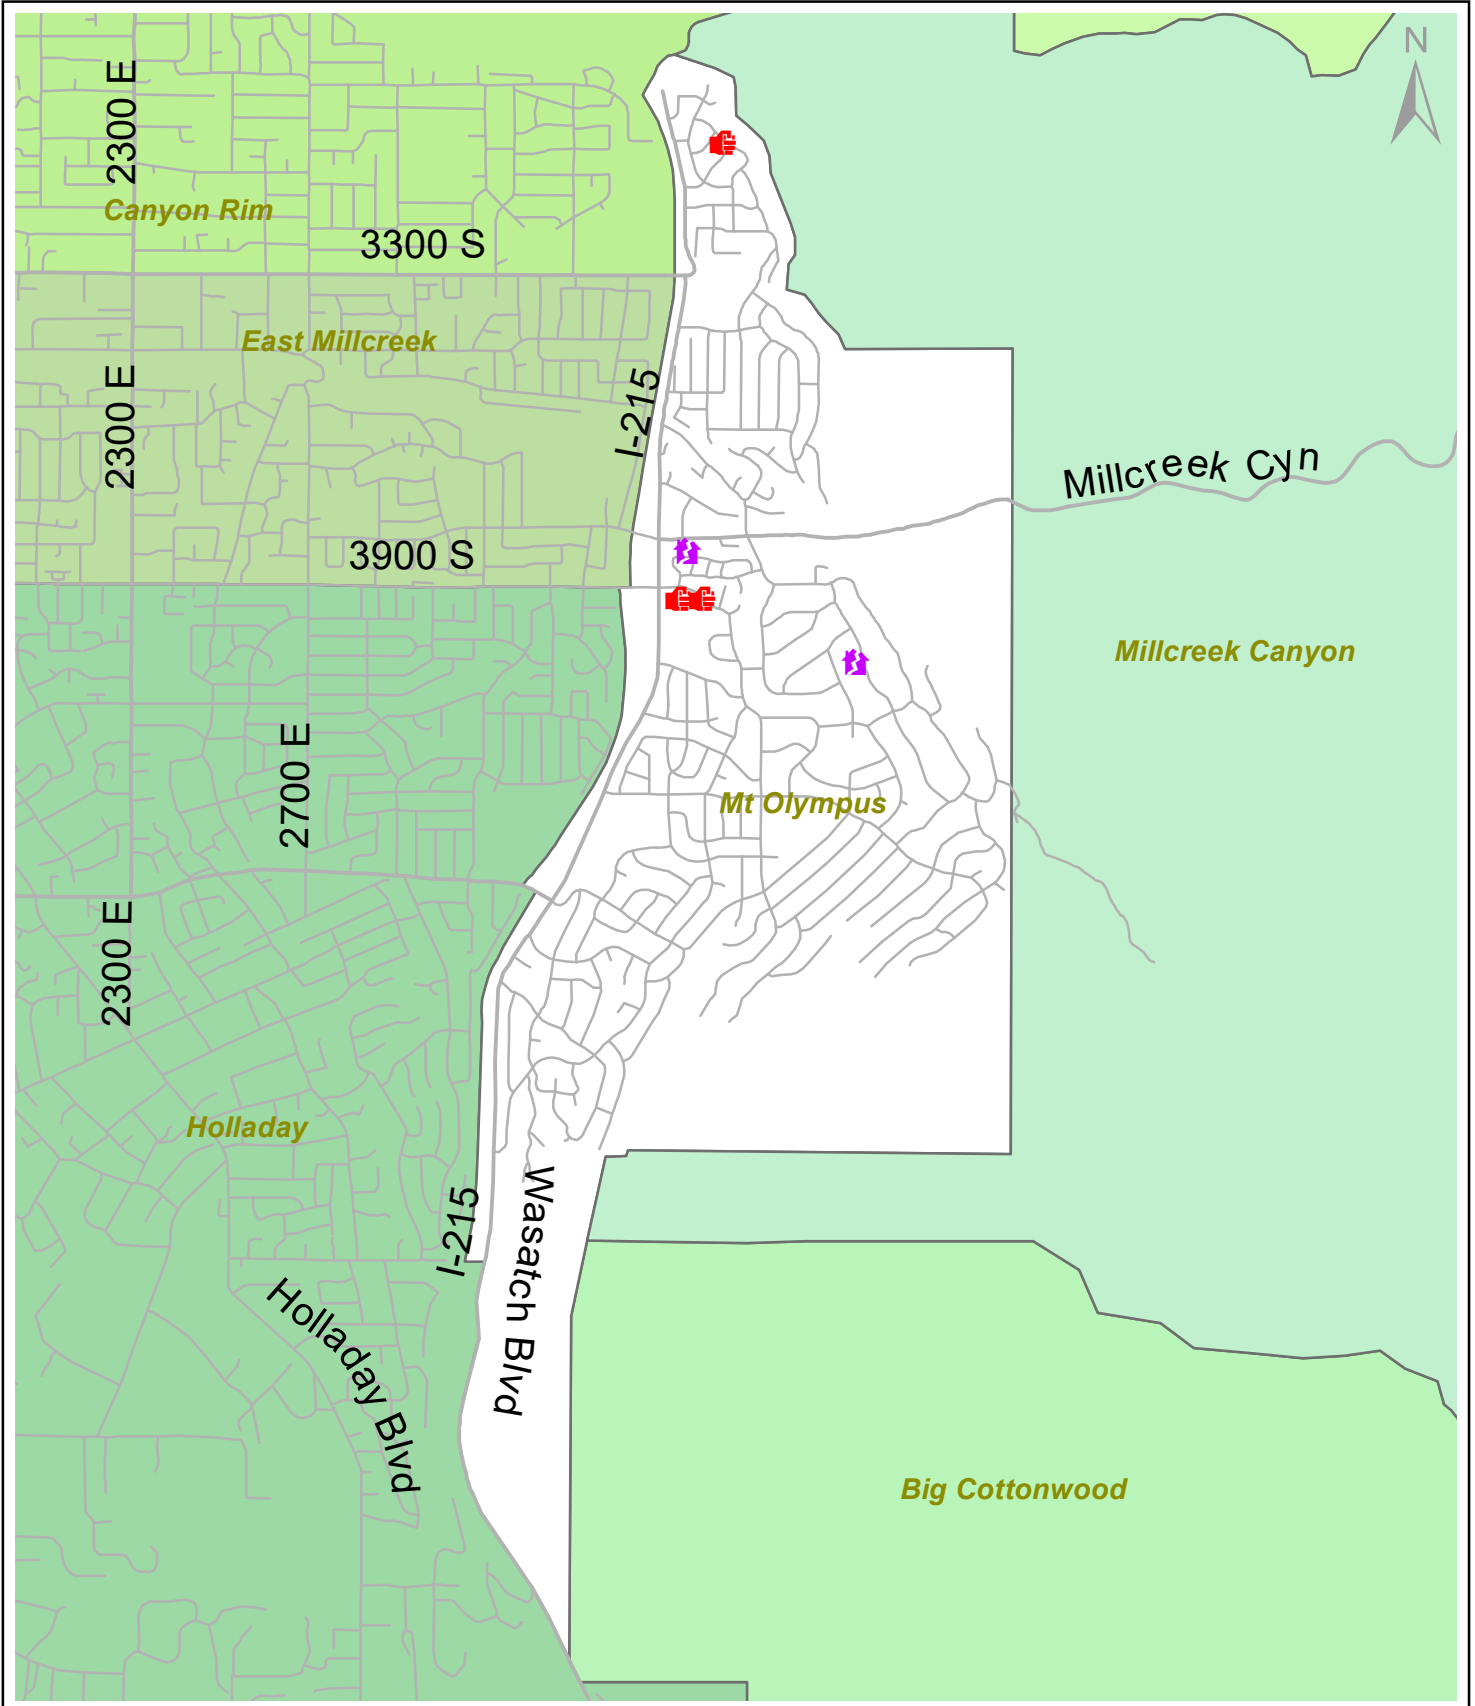 N
2300 E
Canyon Rim
3300 S
East Millcreek
2300 E
I-215
Millcreek Cyn
3900 S
Millcreek Canyon
2700 E
Mt Olympus
2300 E
Holladay
I-215
Wasatch Blvd
Holladay Blvd
Big Cottonwood